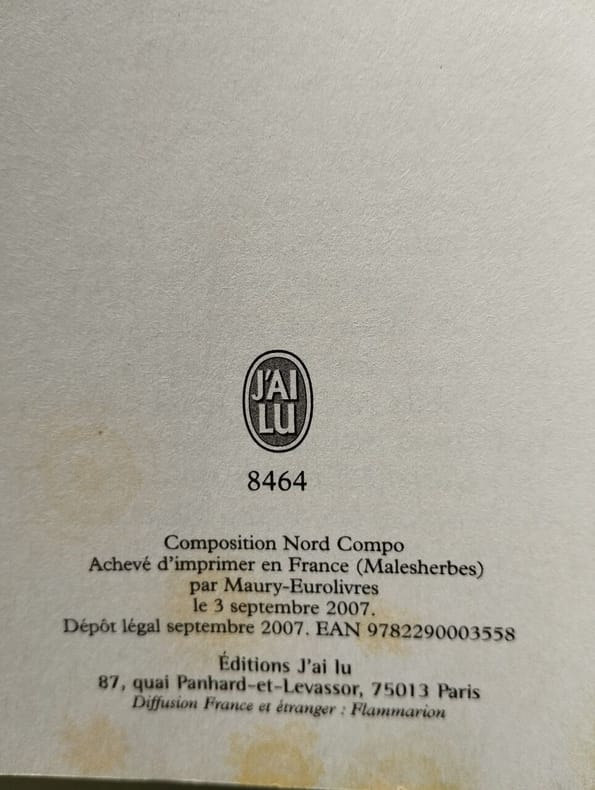 J'AI
LU
8464
Composition Nord Compo
Achevé d'imprimer en France (Malesherbes)
par Maury-Eurolivres
le 3 septembre 2007.
Dépôt légal septembre 2007. EAN 9782290003558
Éditions J'ai lu
87, quai Panhard-et-Levassor, 75013 Paris
Diffusion France et étranger : Flammarion